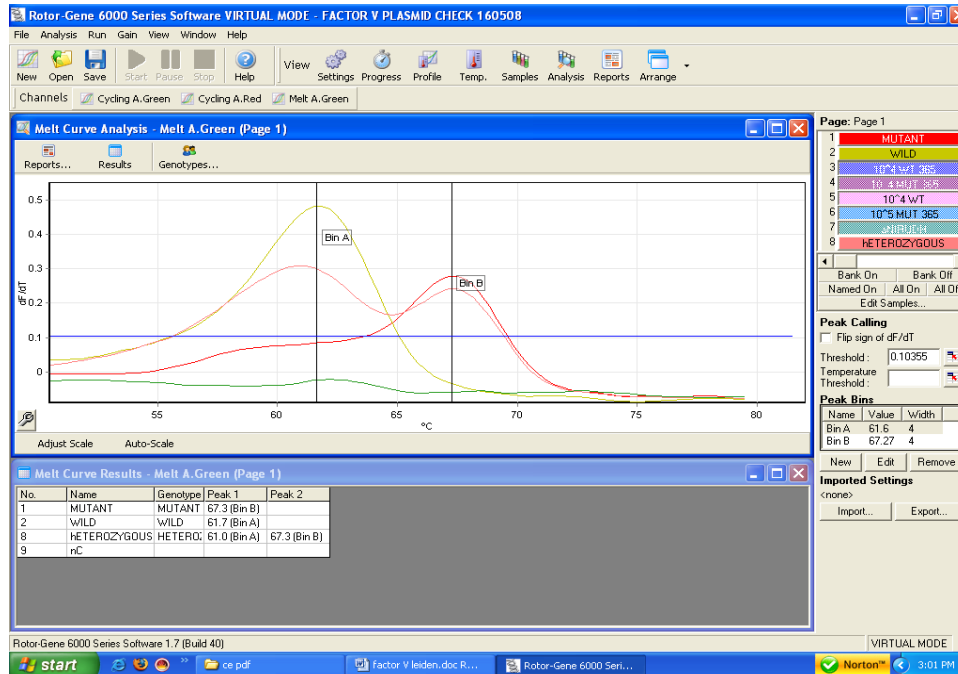 Rotor-Gene 6000 Series Software VIRTUAL MODE - FACTOR V PLASMID CHECK 160508
File Analysis Run Gain View Window Help
New Open Save Start Pause Stop Help View Settings Progress Profile Temp. Samples Analysis Reports Arrange
Channels Cycling A.Green Cycling A.Red Melt A.Green
Melt Curve Analysis - Melt A.Green (Page 1)
Reports... Results Genotypes...
0.5
0.4
0.3
0.2
0.1
0
dF/dT
Bin A
Bin B
55 60 65 70 75 80
°C
Adjust Scale Auto-Scale
Page: Page 1
1 MUTANT
2 WILD
3 10^4 WT 365
4 10^4 MUT 365
5 10^4 WT
6 10^5 MUT 365
7
8 hETEROZYGOUS
Bank On Bank Off
Named On All On All Of
Edit Samples...
Peak Calling
Flip sign of dF/dT
Threshold : 0.10355
Temperature
Threshold :
Peak Bins
Name Value Width
Bin A 61.6 4
Bin B 67.27 4
New Edit Remove
Imported Settings
<none>
Import... Export...
Melt Curve Results - Melt A.Green (Page 1)
No. Name Genotype Peak 1 Peak 2
1 MUTANT MUTANT 67.3 (Bin B)
2 WILD WILD 61.7 (Bin A)
8 hETEROZYGOUS HETERO 61.0 (Bin A) 67.3 (Bin B)
9 nC
Rotor-Gene 6000 Series Software 1.7 (Build 40) VIRTUAL MODE
start ce pdf factor V leiden.doc R... Rotor-Gene 6000 Seri... Norton™ 3:01 PM